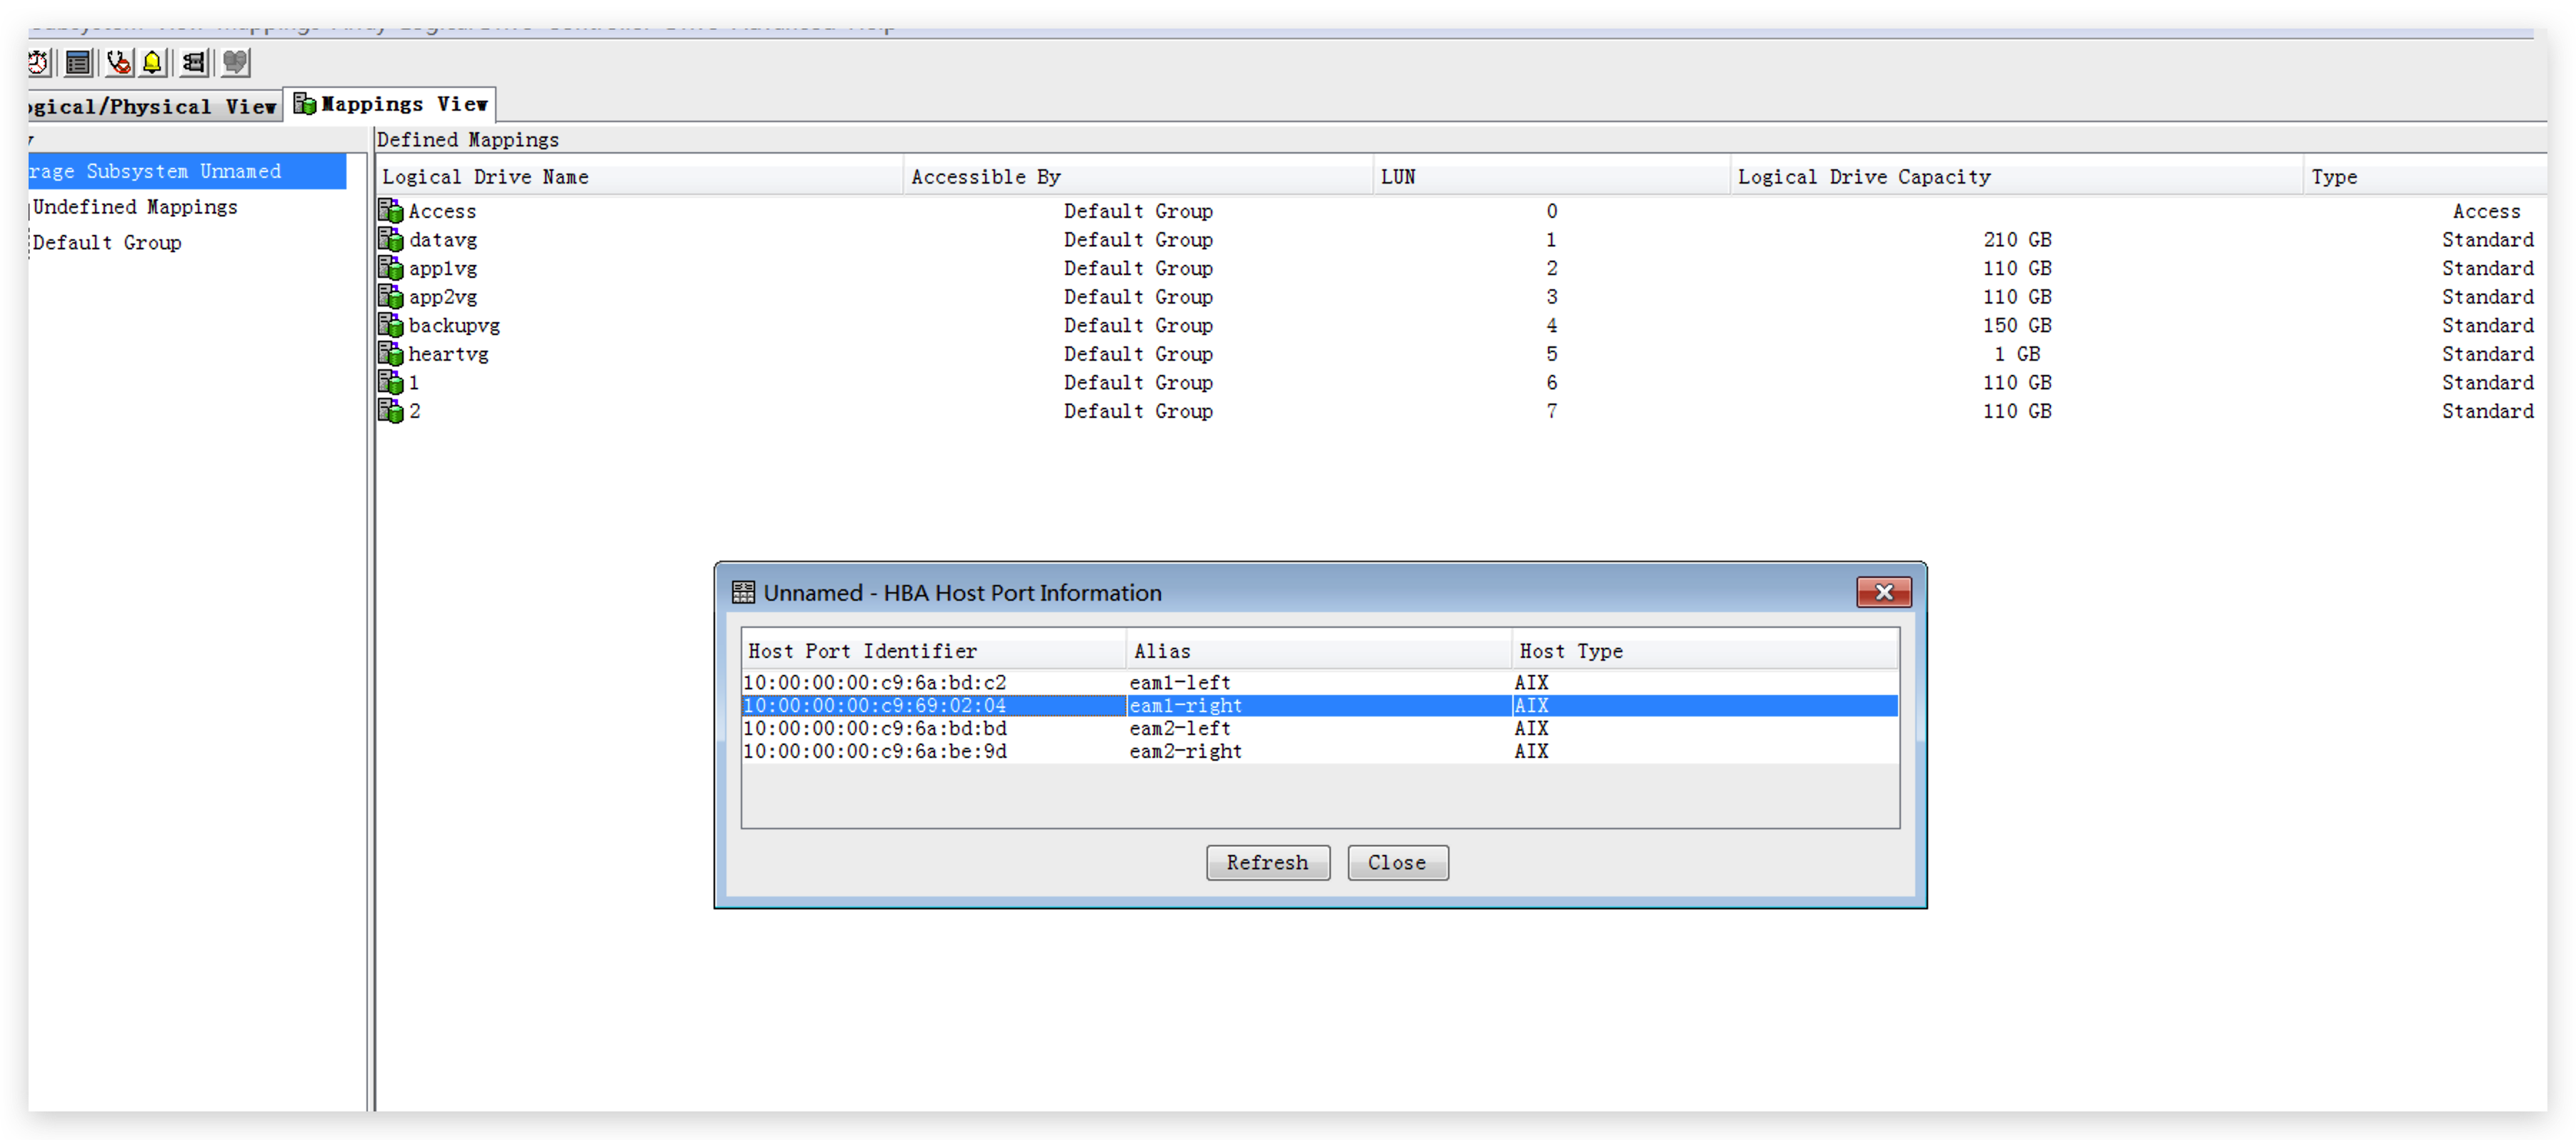 Logical/Physical View Mappings View
Defined Mappings
rage Subsystem Unnamed
Undefined Mappings
Default Group
Logical Drive Name Accessible By LUN Logical Drive Capacity Type
Access Default Group 0 Access
datavg Default Group 1 210 GB Standard
app1vg Default Group 2 110 GB Standard
app2vg Default Group 3 110 GB Standard
backupvg Default Group 4 150 GB Standard
heartvg Default Group 5 1 GB Standard
1 Default Group 6 110 GB Standard
2 Default Group 7 110 GB Standard
Unnamed - HBA Host Port Information
Host Port Identifier Alias Host Type
10:00:00:00:c9:6a:bd:c2 eam1-left AIX
10:00:00:00:c9:69:02:04 eam1-right AIX
10:00:00:00:c9:6a:bd:bd eam2-left AIX
10:00:00:00:c9:6a:be:9d eam2-right AIX
Refresh Close